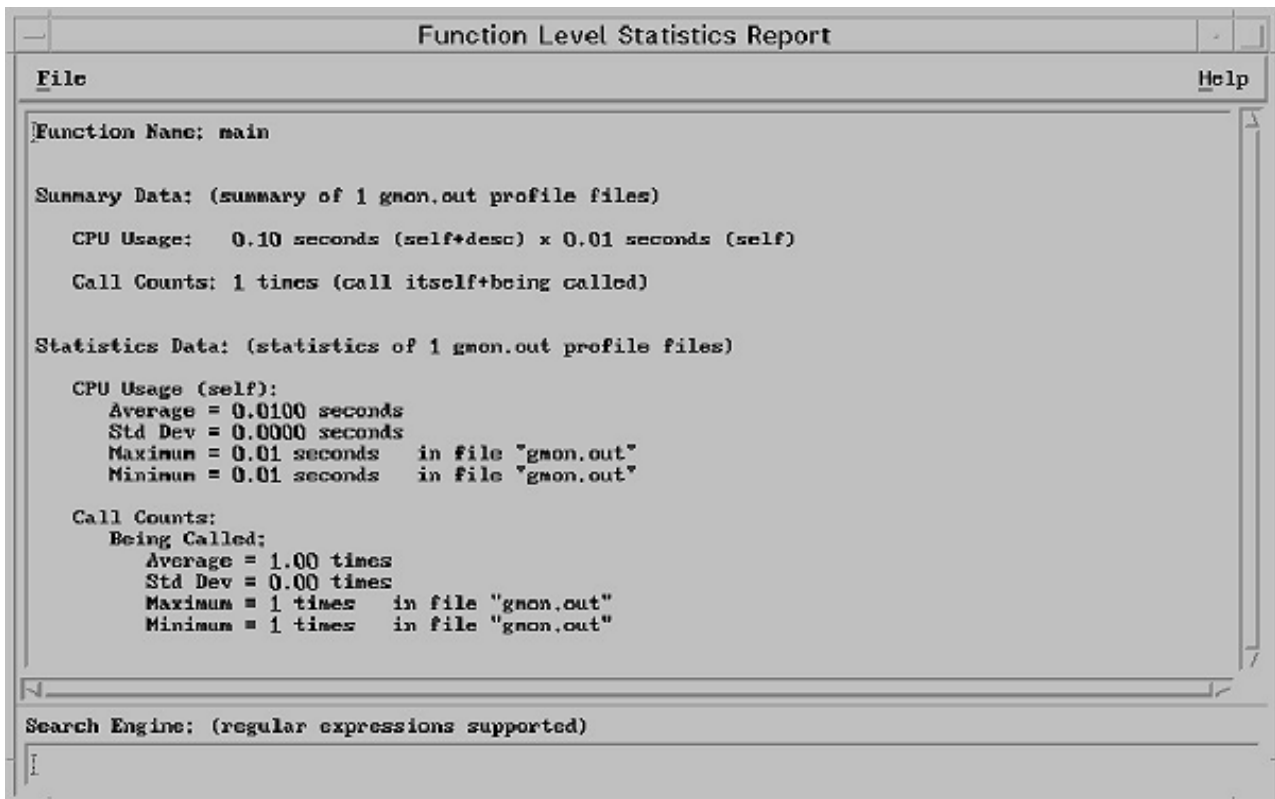 Function Level Statistics Report
File Help
Function Name: main
Summary Data: (summary of 1 gmon.out profile files)
CPU Usage: 0.10 seconds (self+desc) x 0.01 seconds (self)
Call Counts: 1 times (call itself+being called)
Statistics Data: (statistics of 1 gmon.out profile files)
CPU Usage (self):
Average = 0.0100 seconds
Std Dev = 0.0000 seconds
Maximum = 0.01 seconds in file "gmon.out"
Minimum = 0.01 seconds in file "gmon.out"
Call Counts:
Being Called:
Average = 1.00 times
Std Dev = 0.00 times
Maximum = 1 times in file "gmon.out"
Minimum = 1 times in file "gmon.out"
Search Engine: (regular expressions supported)